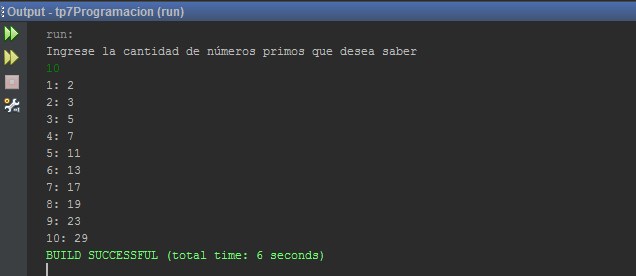 Output - tp7Programacion (run)
run:
Ingrese la cantidad de números primos que desea saber
10
1: 2
2: 3
3: 5
4: 7
5: 11
6: 13
7: 17
8: 19
9: 23
10: 29
BUILD SUCCESSFUL (total time: 6 seconds)